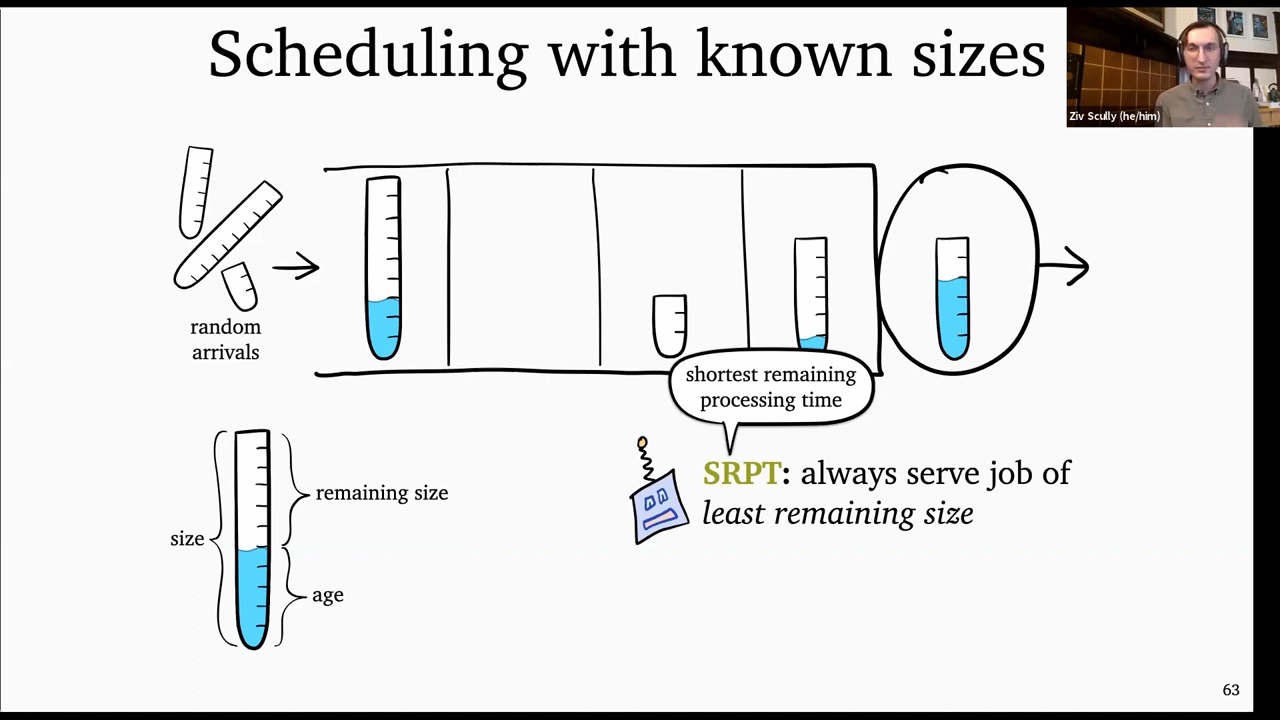 Scheduling with known sizes
Ziv Scully (he/him)
random
arrivals
shortest remaining
processing time
SRPT: always serve job of
least remaining size
remaining size
size
age
63